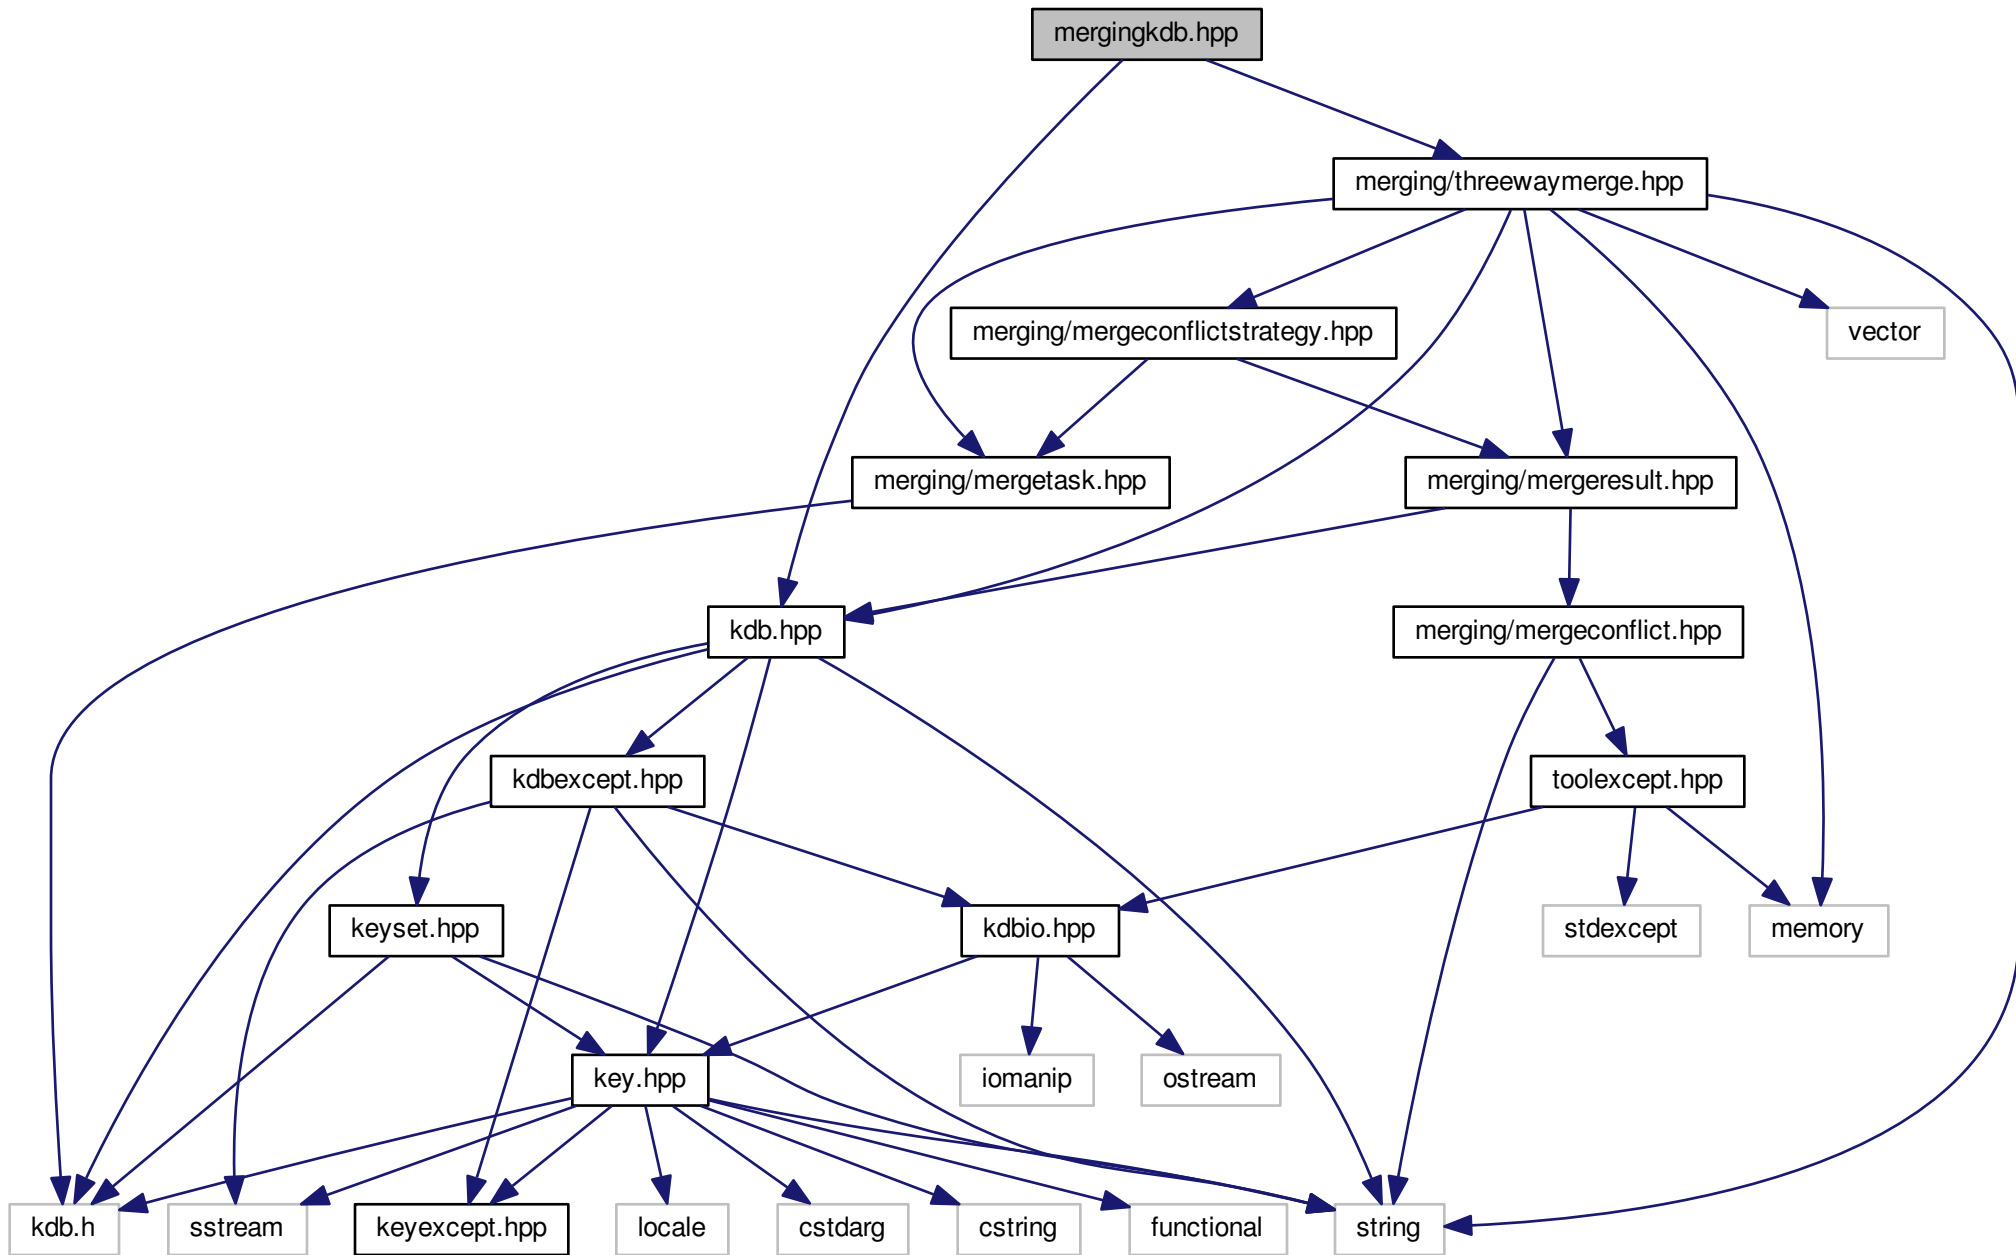 mergingkdb.hpp
merging/threewaymerge.hpp
merging/mergeconflictstrategy.hpp
vector
merging/mergetask.hpp
merging/mergeresult.hpp
kdb.hpp
merging/mergeconflict.hpp
kdbexcept.hpp
toolexcept.hpp
keyset.hpp
kdbio.hpp
stdexcept
memory
key.hpp
iomanip
ostream
kdb.h
sstream
keyexcept.hpp
locale
cstdarg
cstring
functional
string